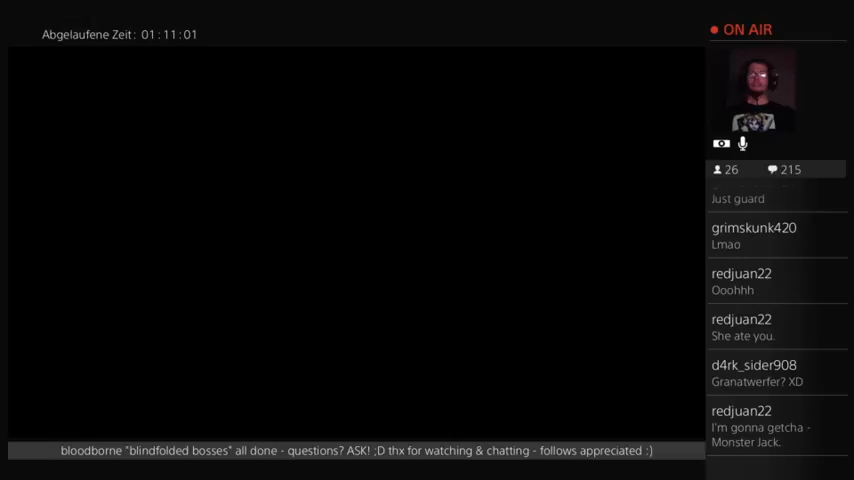 Abgelaufene Zeit: 01:11:01
ON AIR
26 215
Just guard
grimskunk420
Lmao
redjuan22
Ooohhh
redjuan22
She ate you.
d4rk_sider908
Granatwerfer? XD
redjuan22
I'm gonna getcha -
Monster Jack.
bloodborne "blindfolded bosses" all done - questions? ASK! ;D thx for watching & chatting - follows appreciated :)